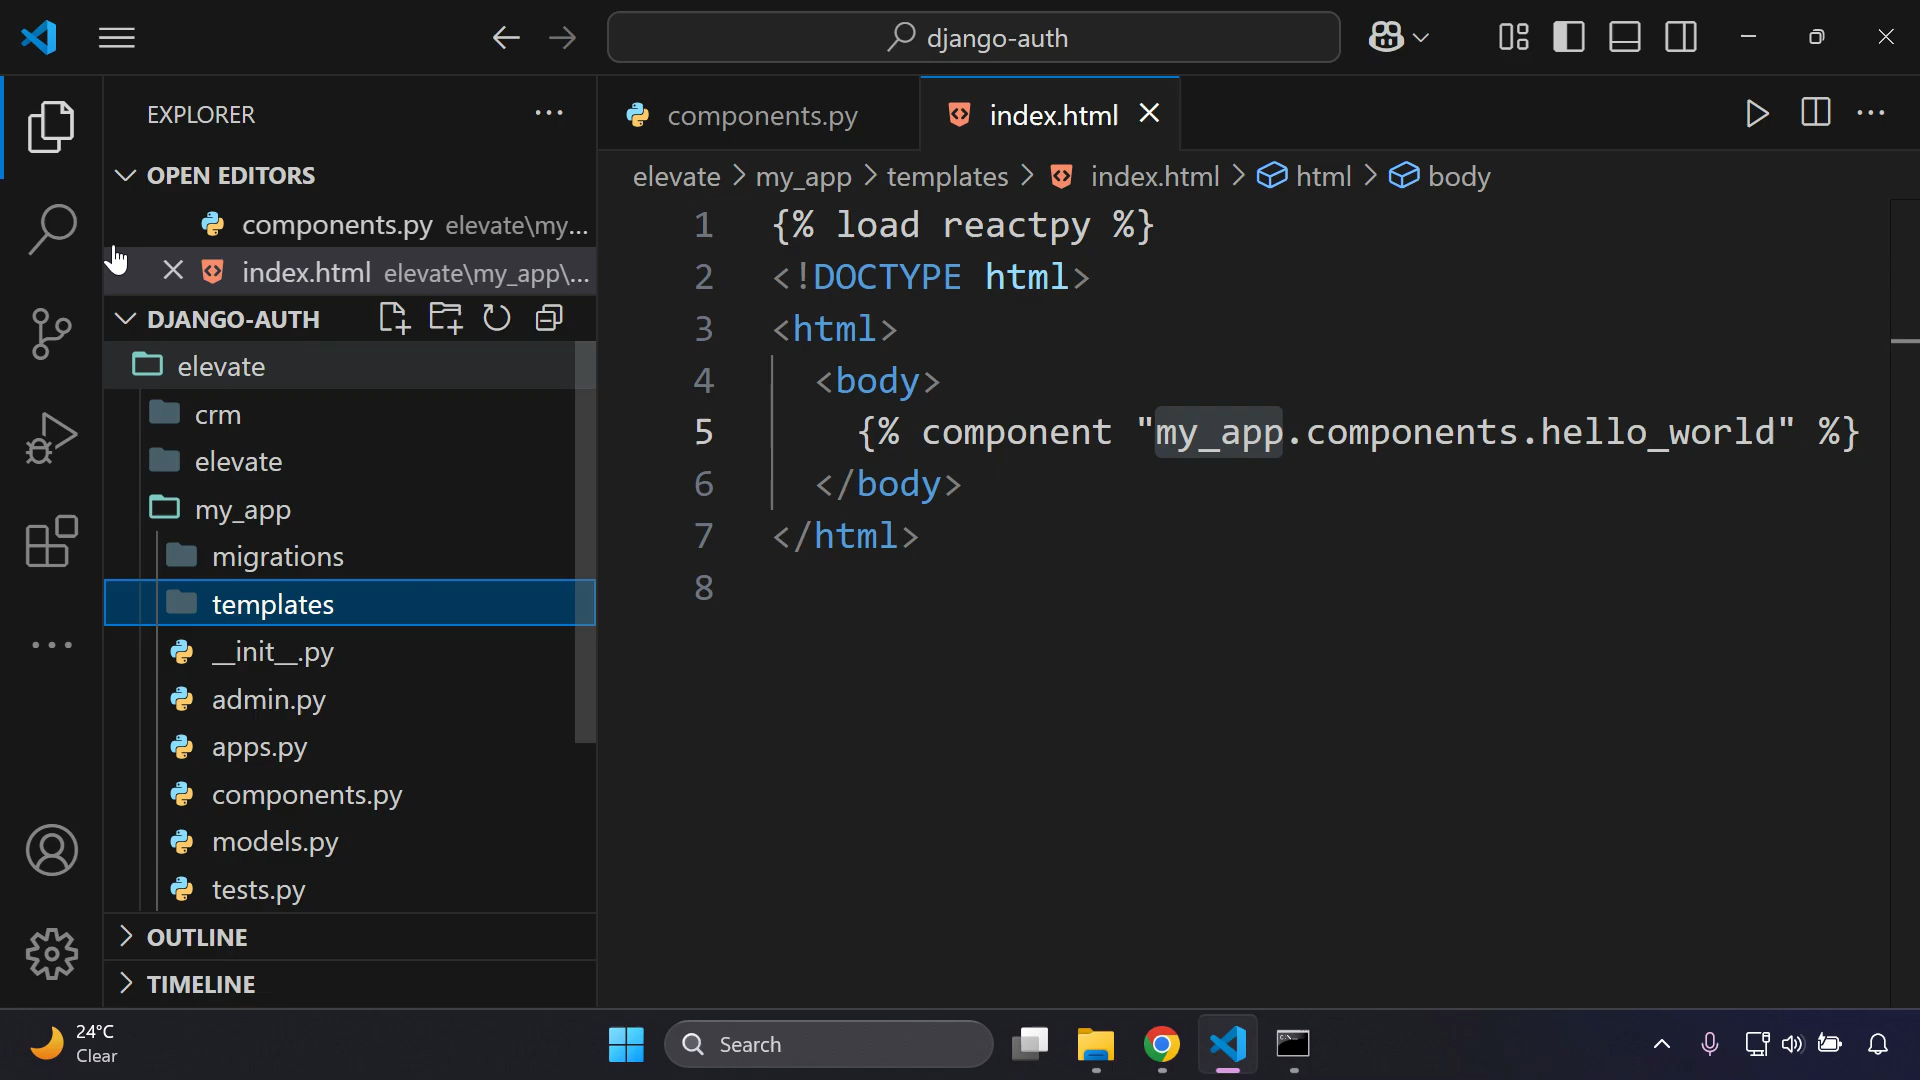 django-auth
EXPLORER
OPEN EDITORS
components.py elevate\my...
index.html elevate\my_app\...
DJANGO-AUTH
elevate
crm
elevate
my_app
migrations
templates
__init__.py
admin.py
apps.py
components.py
models.py
tests.py
OUTLINE
TIMELINE
components.py
index.html
elevate > my_app > templates > index.html > html > body
1 {% load reactpy %}
2 <!DOCTYPE html>
3 <html>
4 <body>
5 {% component "my_app.components.hello_world" %}
6 </body>
7 </html>
8
24°C
Clear
Search